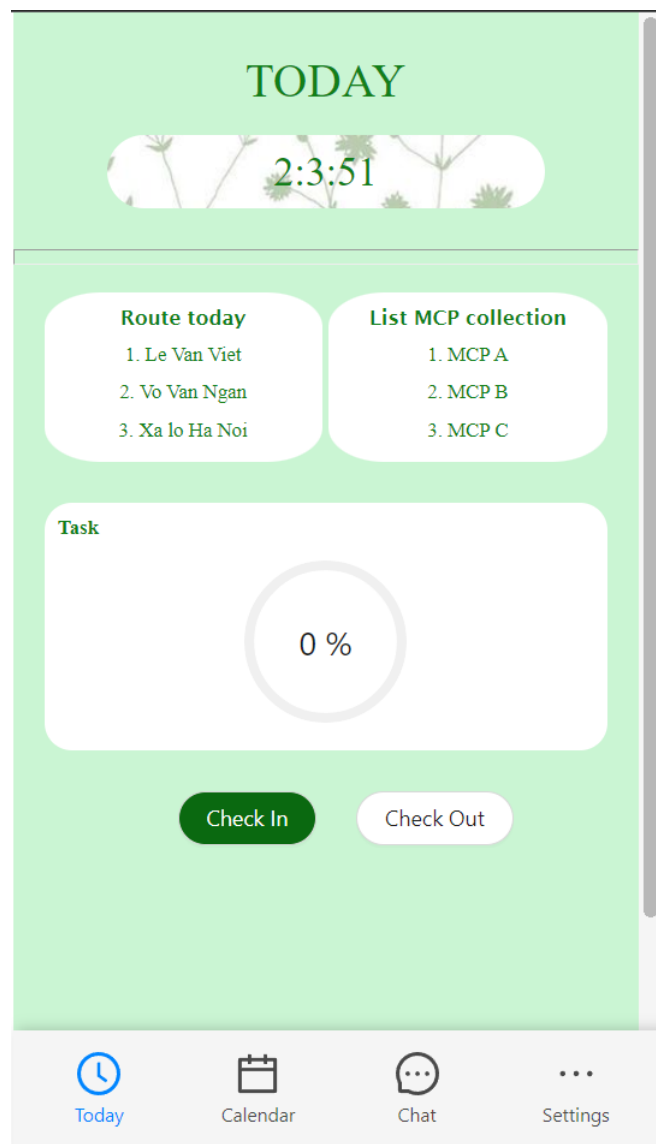 TODAY
2:3:51
Route today
1. Le Van Viet
2. Vo Van Ngan
3. Xa lo Ha Noi
List MCP collection
1. MCP A
2. MCP B
3. MCP C
Task
0 %
Check In
Check Out
Today
Calendar
Chat
Settings